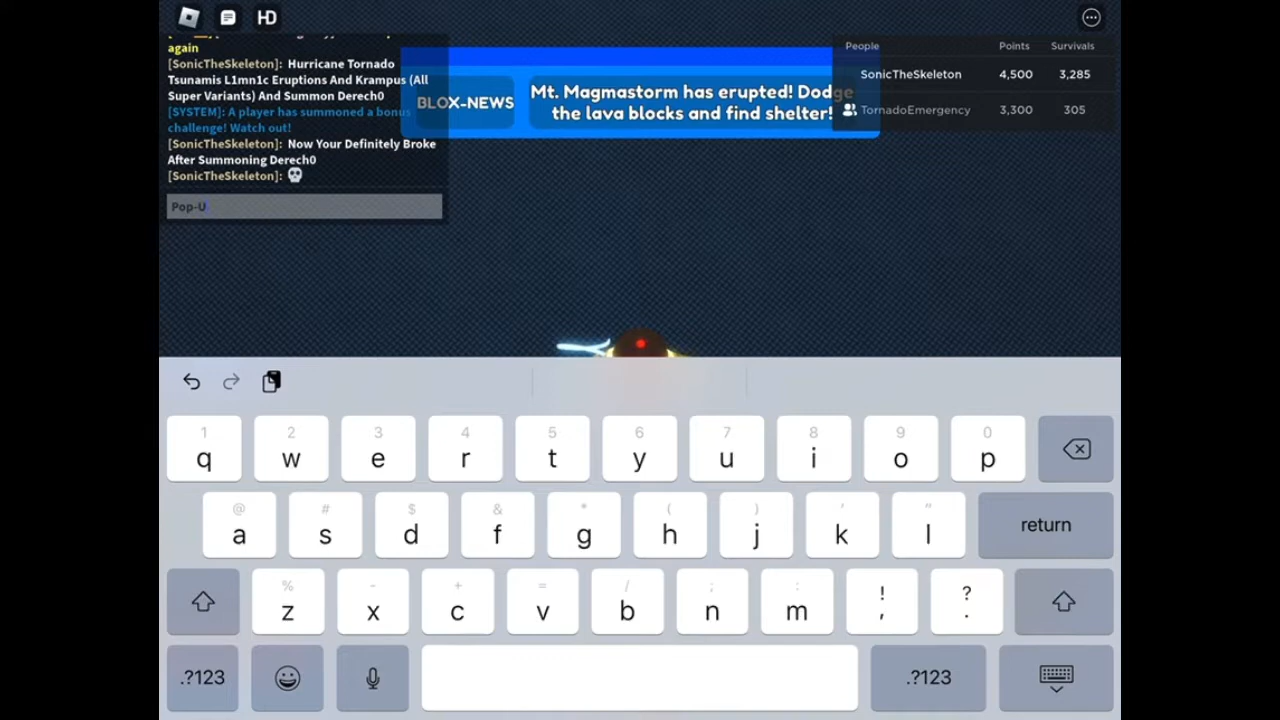 HD
again
[SonicTheSkeleton]: Hurricane Tornado
Tsunamis L1mn1c Eruptions And Krampus (All
Super Variants) And Summon Derech0
[SYSTEM]: A player has summoned a bonus
challenge! Watch out!
[SonicTheSkeleton]: Now Your Definitely Broke
After Summoning Derech0
[SonicTheSkeleton]: 💀
Pop-U
BLOX-NEWS
Mt. Magmastorm has erupted! Dodge
the lava blocks and find shelter!
People Points Survivals
SonicTheSkeleton 4,500 3,285
TornadoEmergency 3,300 305
1 2 3 4 5 6 7 8 9 0
q w e r t y u i o p
@ # $ & * ( ) ' "
a s d f g h j k l return
% - + = / ; : ! ?
z x c v b n m , .
.?123 .?123